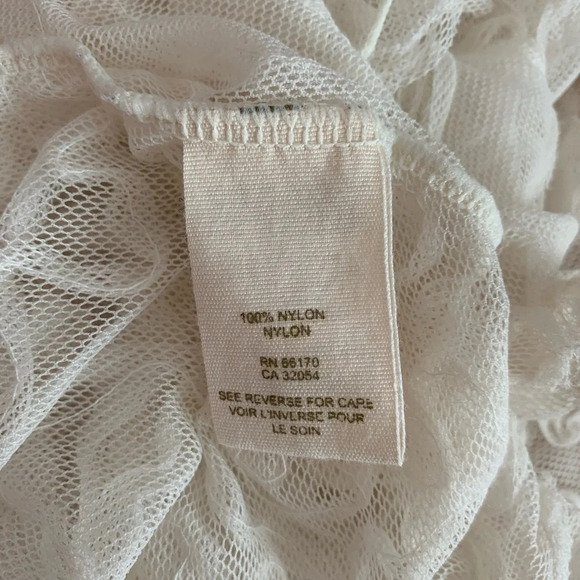 100% NYLON
NYLON
RN 66170
CA 32054
SEE REVERSE FOR CARE
VOIR L'INVERSE POUR
LE SOIN